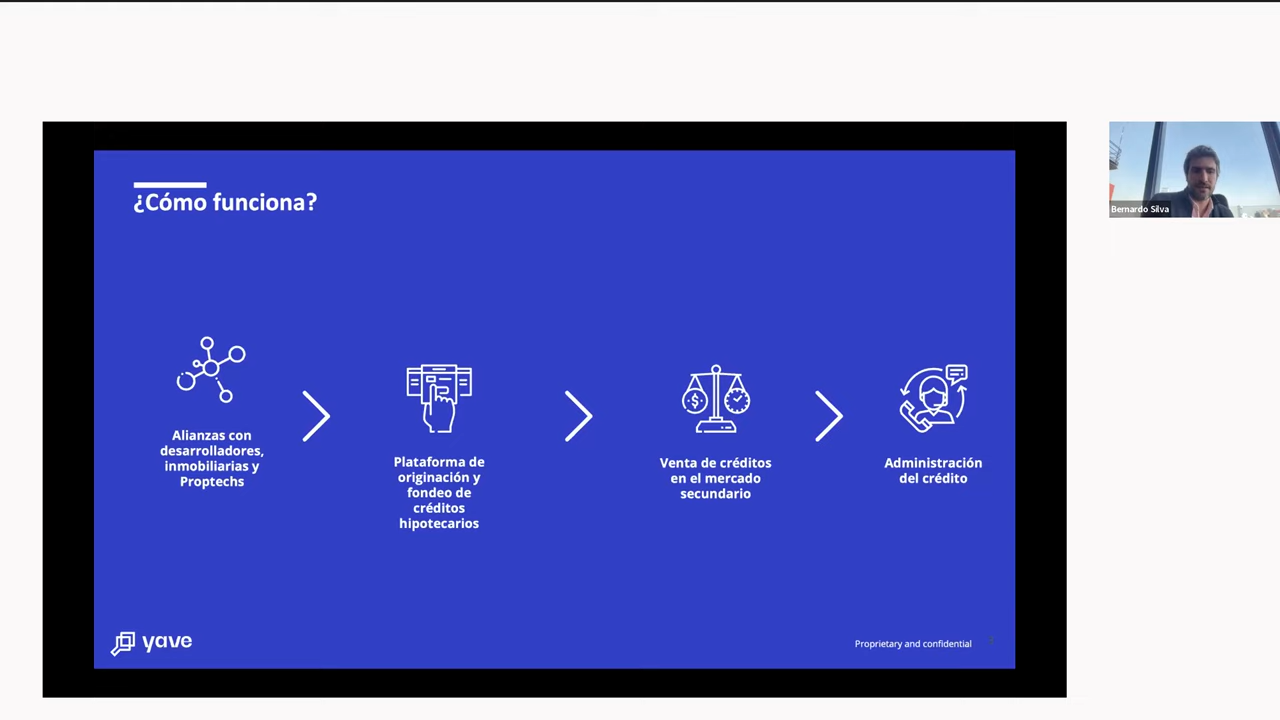 ¿Cómo funciona?
Alianzas con
desarrolladores,
inmobiliarias y
Proptechs
Plataforma de
originación y
fondeo de
créditos
hipotecarios
Venta de créditos
en el mercado
secundario
Administración
del crédito
yave
Proprietary and confidential
Bernardo Silva